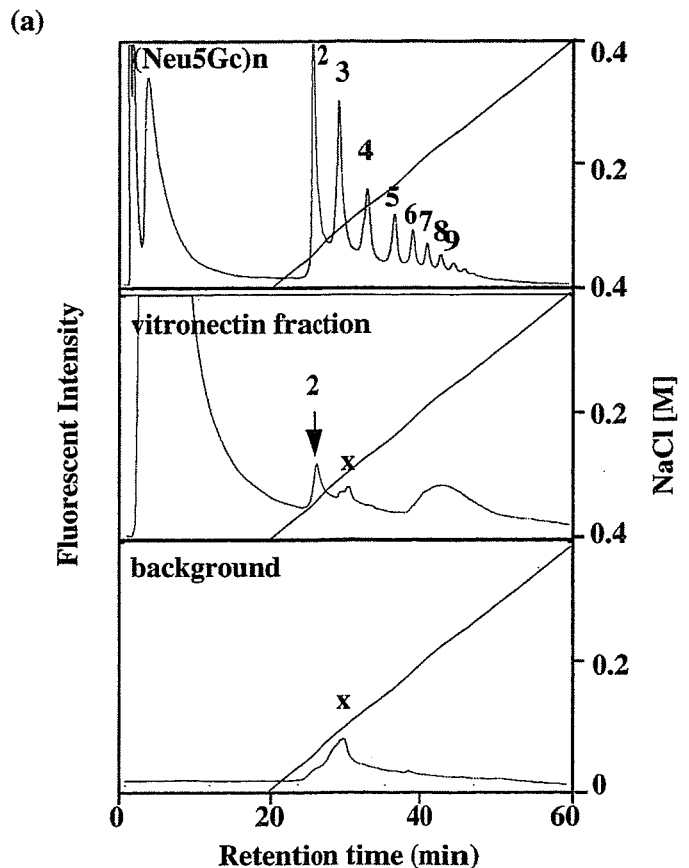 (a)
(Neu5Gc)n
2
3
4
5
6
7
8
9
0.4
0.2
0.4
vitronectin fraction
2
x
0.2
0.4
background
x
0.2
0
0
20
40
60
Fluorescent Intensity
NaCl [M]
Retention time (min)